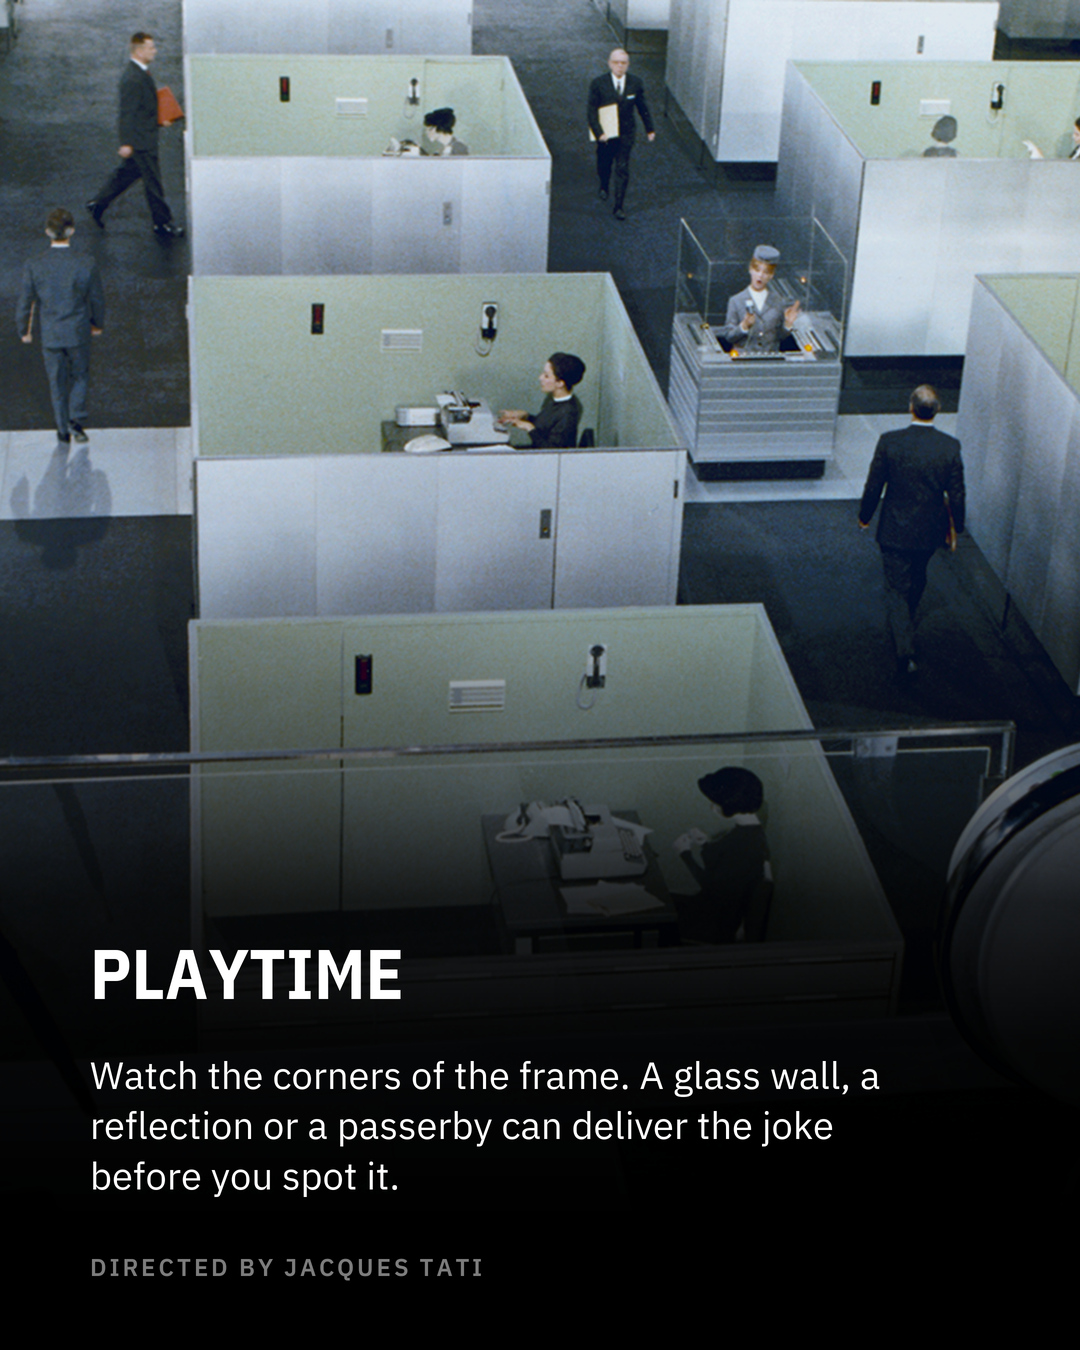 PLAYTIME
Watch the corners of the frame. A glass wall, a
reflection or a passerby can deliver the joke
before you spot it.
DIRECTED BY JACQUES TATI